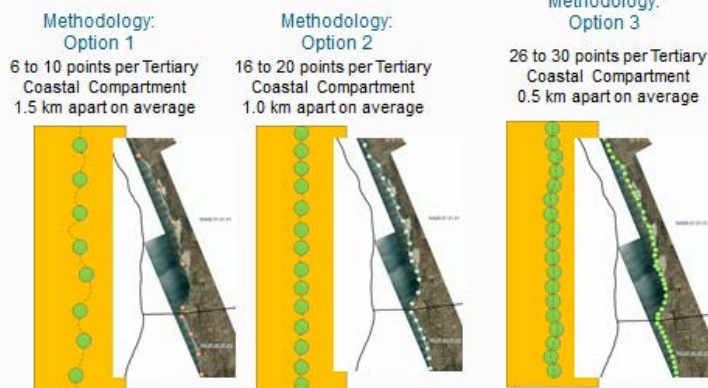 Methodology:
Option 1
6 to 10 points per Tertiary
Coastal Compartment
1.5 km apart on average
Methodology:
Option 2
16 to 20 points per Tertiary
Coastal Compartment
1.0 km apart on average
Methodology:
Option 3
26 to 30 points per Tertiary
Coastal Compartment
0.5 km apart on average